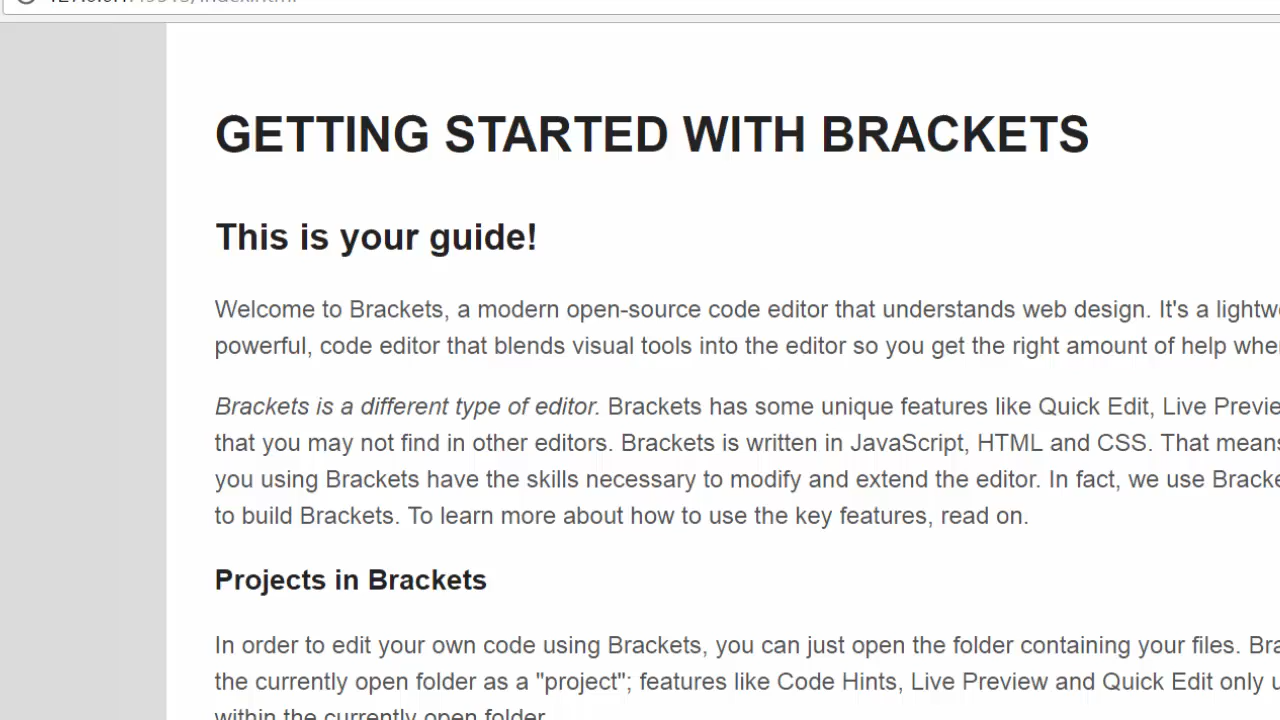 GETTING STARTED WITH BRACKETS
This is your guide!
Welcome to Brackets, a modern open-source code editor that understands web design. It's a
powerful, code editor that blends visual tools into the editor so you get the right amount of help
Brackets is a different type of editor. Brackets has some unique features like Quick Edit, Live
that you may not find in other editors. Brackets is written in JavaScript, HTML and CSS. That means
you using Brackets have the skills necessary to modify and extend the editor. In fact, we use
to build Brackets. To learn more about how to use the key features, read on.
Projects in Brackets
In order to edit your own code using Brackets, you can just open the folder containing your files.
the currently open folder as a "project"; features like Code Hints, Live Preview and Quick Edit only
within the currently open folder.